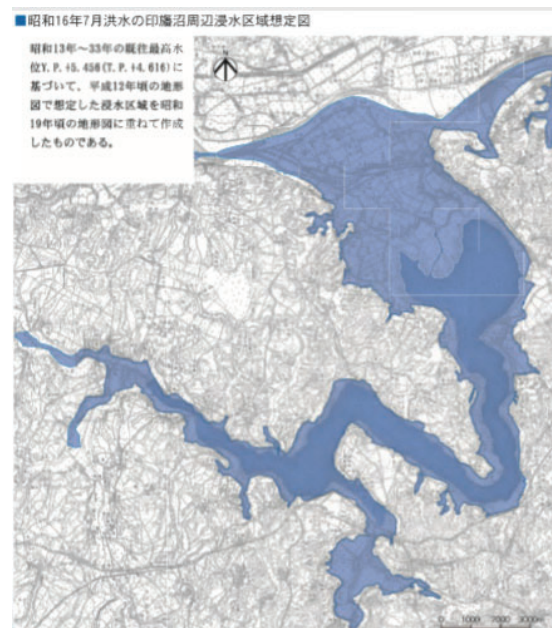 ■昭和16年7月洪水の印旛沼周辺浸水区域想定図
昭和13年～33年の既往最高水
位Y.P.+5.456(T.P.+4.616)に
基づいて、平成12年頃の地形
図で想定した浸水区域を昭和
19年頃の地形図に重ねて作成
したものである。
0 1000 2000 3000m